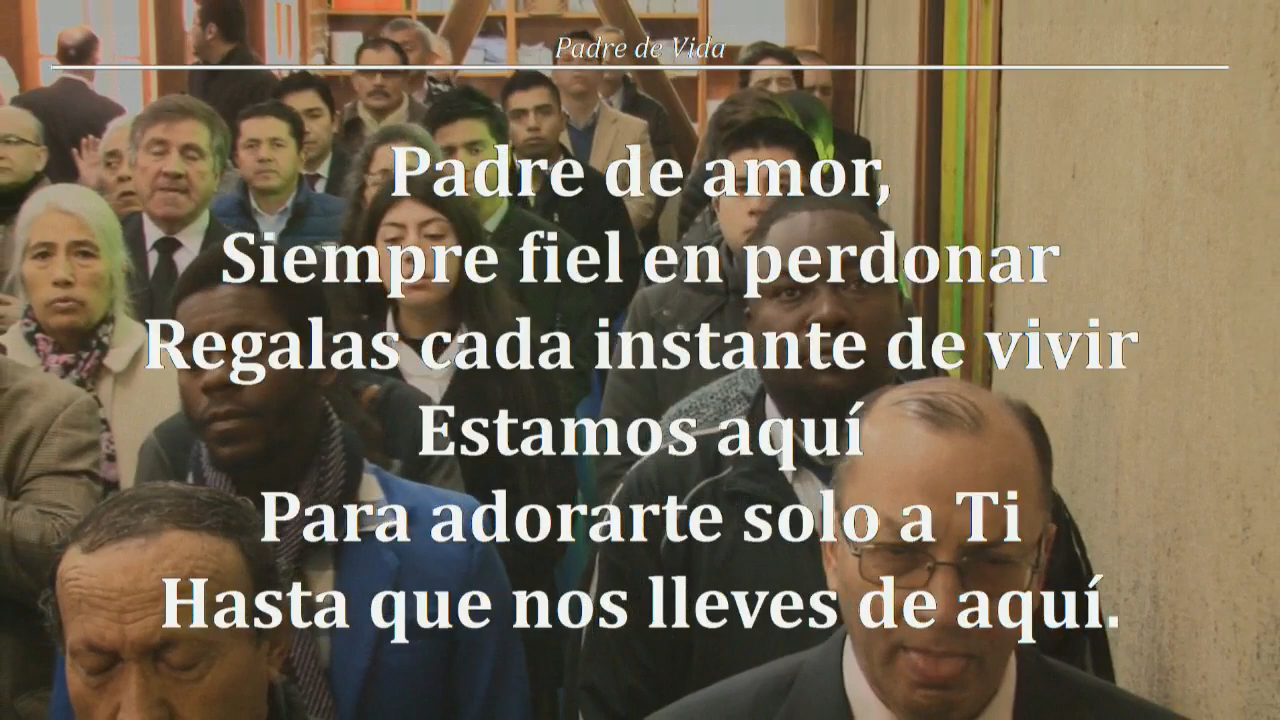 Padre de Vida
Padre de amor,
Siempre fiel en perdonar
Regalas cada instante de vivir
Estamos aquí
Para adorarte solo a Ti
Hasta que nos lleves de aquí.